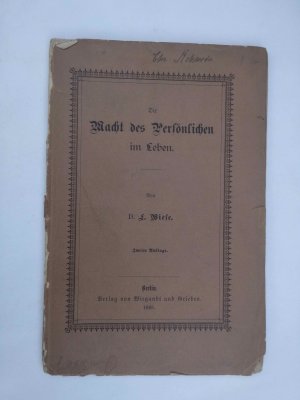 Die
Macht des Persönlichen
im Leben.
Von
D. L. Wiese.
Zweite Auflage.
Berlin.
Verlag von Wiegandt und Grieben.